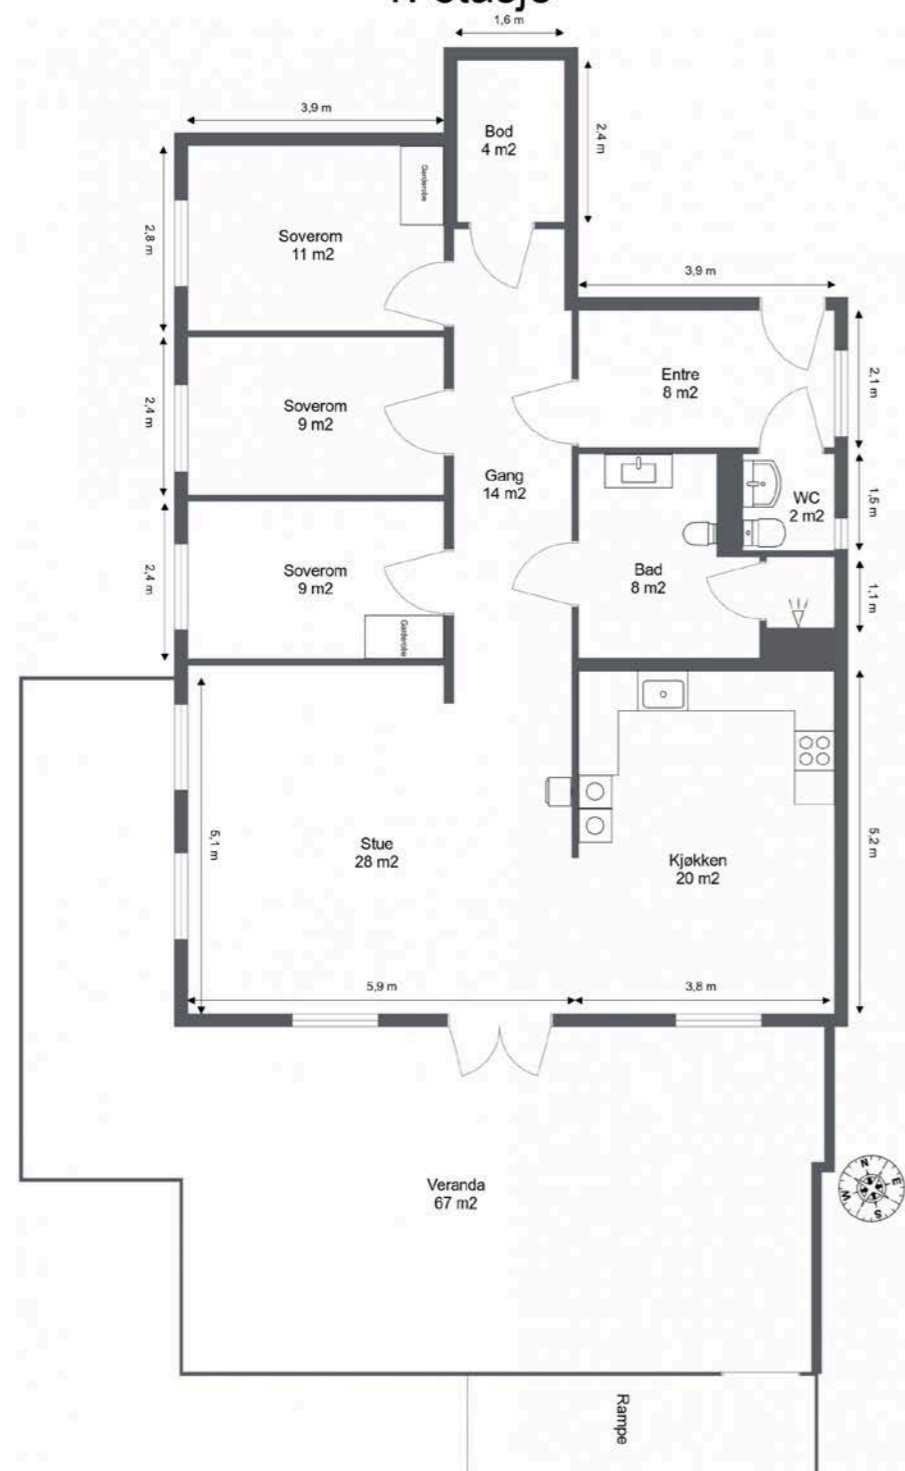 1,6 m
3,9 m
Bod
4 m2
2,4 m
Garderobe
2,8 m
Soverom
11 m2
3,9 m
Entre
8 m2
2,1 m
2,4 m
Soverom
9 m2
Gang
14 m2
WC
2 m2
1,5 m
2,4 m
Soverom
9 m2
Bad
8 m2
1,1 m
Garderobe
5,1 m
Stue
28 m2
Kjøkken
20 m2
5,2 m
5,9 m
3,8 m
Veranda
67 m2
N
E
W
S
Rampe